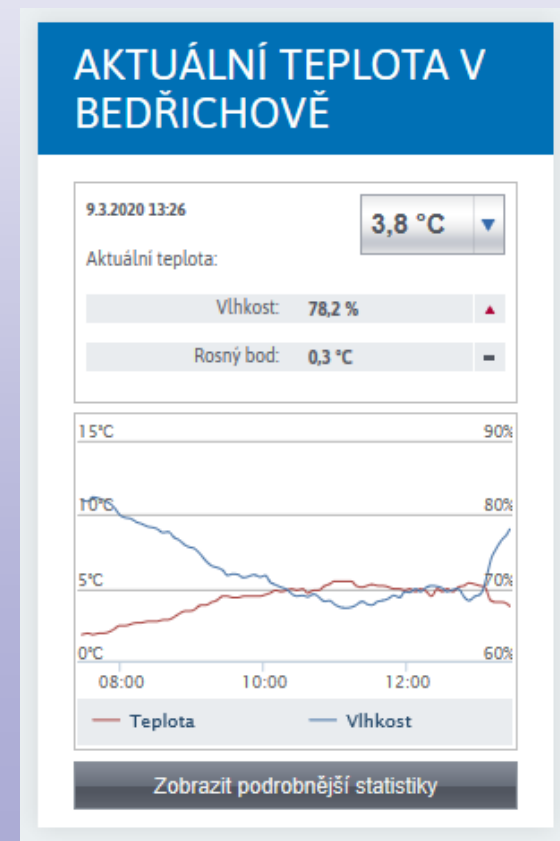 AKTUÁLNÍ TEPLOTA V
BEDŘICHOVĚ
9.3.2020 13:26
3,8 °C
Aktuální teplota:
Vlhkost: 78,2 %
Rosný bod: 0,3 °C
15°C 90%
10°C 80%
5°C 70%
0°C 60%
08:00 10:00 12:00
Teplota Vlhkost
Zobrazit podrobnější statistiky